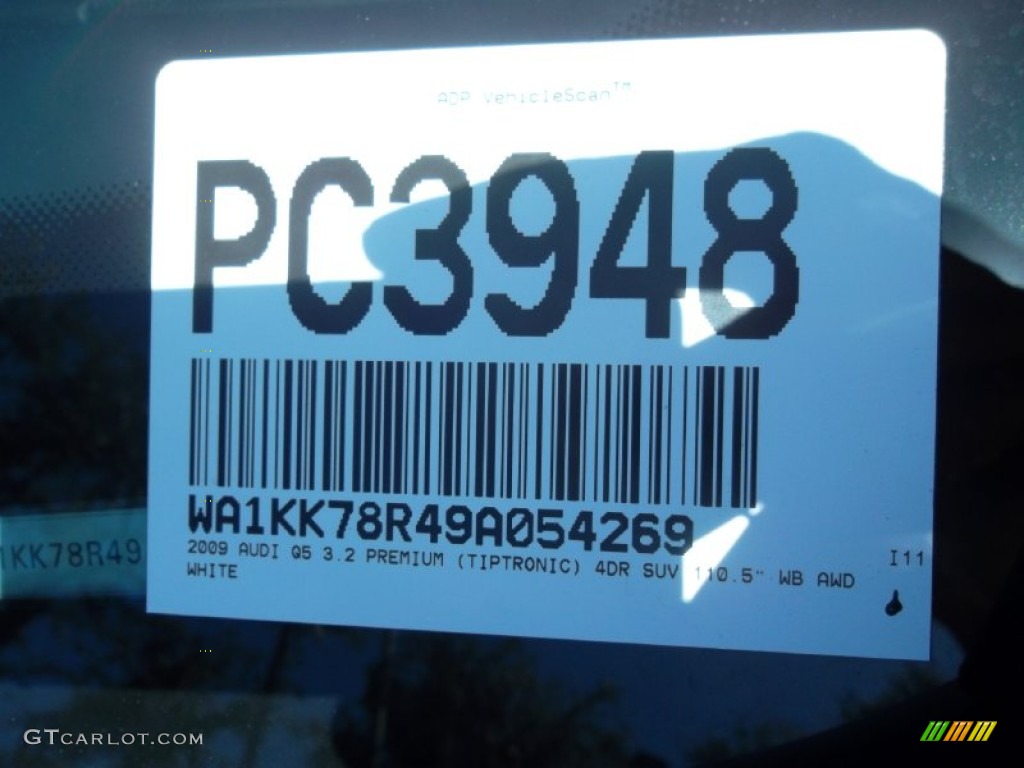 ADP VehicleScan™
PC3948
WA1KK78R49A054269
2009 AUDI Q5 3.2 PREMIUM (TIPTRONIC) 4DR SUV 110.5" WB AWD
I11
WHITE
1KK78R49
GTCARLOT.COM